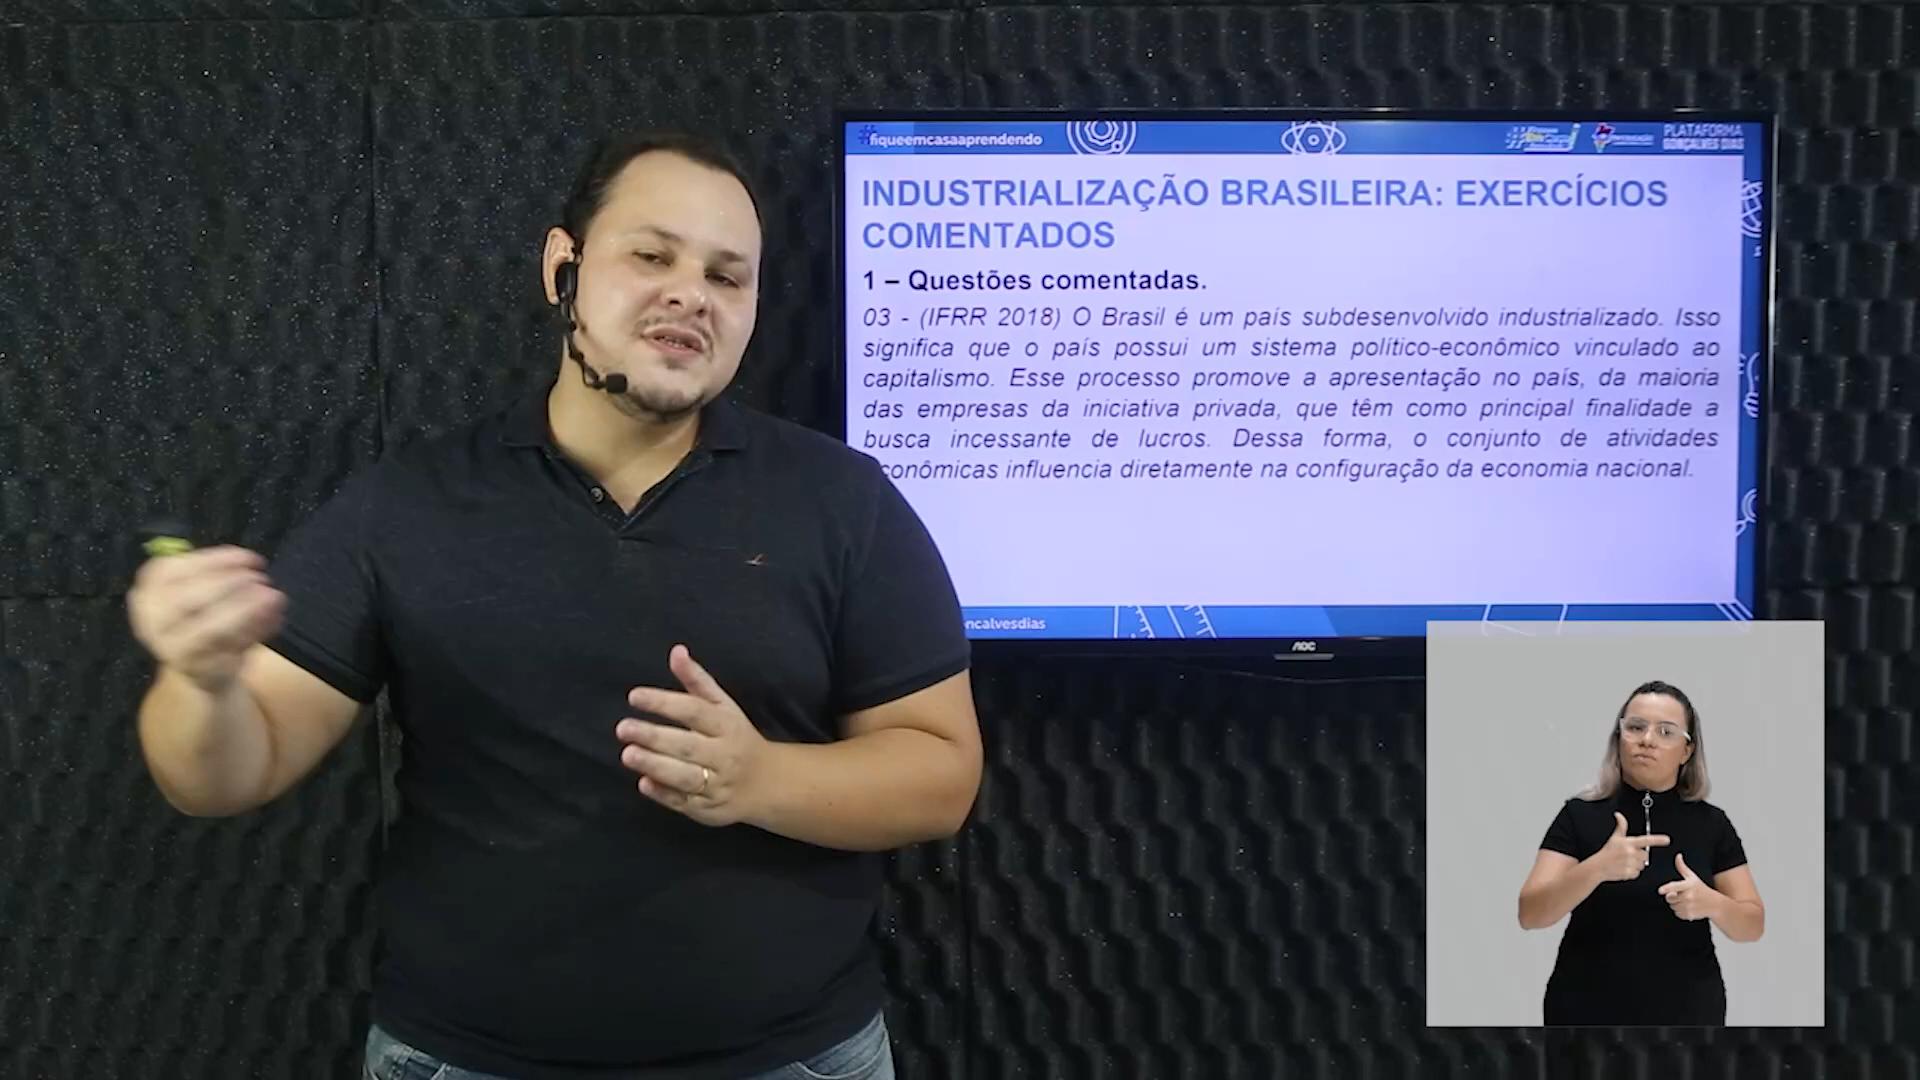 #fiqueemcasaaprendendo
PLATAFORMA
GONÇALVES DIAS
INDUSTRIALIZAÇÃO BRASILEIRA: EXERCÍCIOS
COMENTADOS
1 – Questões comentadas.
03 - (IFRR 2018) O Brasil é um país subdesenvolvido industrializado. Isso
significa que o país possui um sistema político-econômico vinculado ao
capitalismo. Esse processo promove a apresentação no país, da maioria
das empresas da iniciativa privada, que têm como principal finalidade a
busca incessante de lucros. Dessa forma, o conjunto de atividades
conômicas influencia diretamente na configuração da economia nacional.
ncalvesdias
AOC